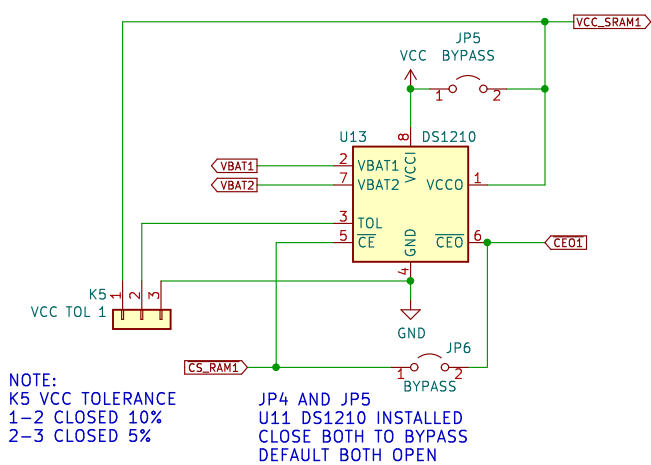 VCC_SRAM1
JP5
VCC BYPASS
1 2
U13 DS1210
8
VCCI
VBAT1 2 VBAT1
VBAT2 7 VBAT2
VCCO 1
3 TOL
5 CE
GND
CEO 6
CEO1
4
K5
1 2 3
VCC TOL 1
GND
JP6
CS_RAM1
1 2
BYPASS
NOTE:
K5 VCC TOLERANCE
1-2 CLOSED 10%
2-3 CLOSED 5%
JP4 AND JP5
U11 DS1210 INSTALLED
CLOSE BOTH TO BYPASS
DEFAULT BOTH OPEN